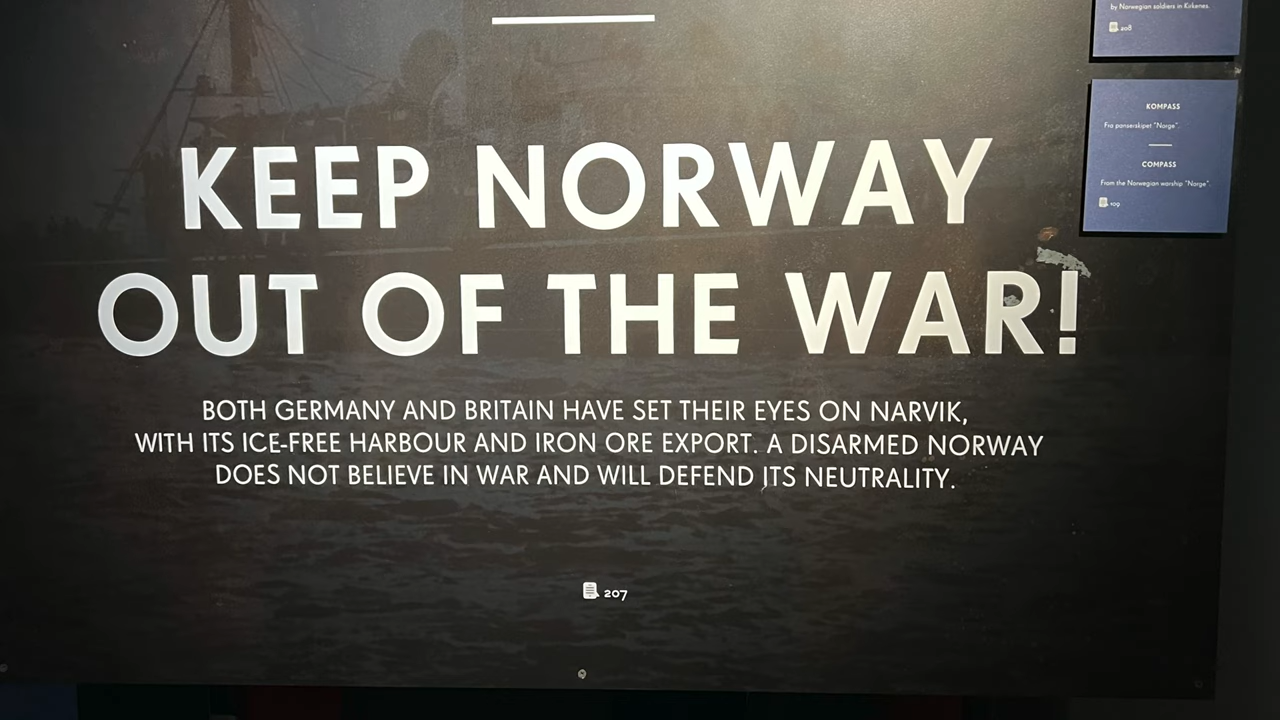 KEEP NORWAY
OUT OF THE WAR!
BOTH GERMANY AND BRITAIN HAVE SET THEIR EYES ON NARVIK,
WITH ITS ICE-FREE HARBOUR AND IRON ORE EXPORT. A DISARMED NORWAY
DOES NOT BELIEVE IN WAR AND WILL DEFEND ITS NEUTRALITY.
207
by Norwegian soldiers in Kirkenes.
208
KOMPASS
Fra panserskipet "Norge".
COMPASS
From the Norwegian warship "Norge".
109